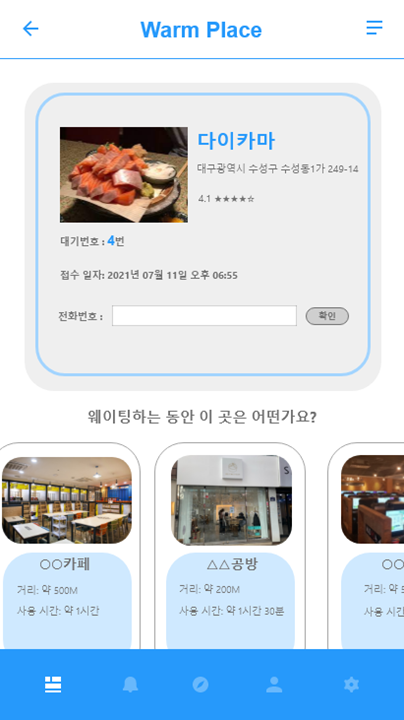 Warm Place
다이카마
대구광역시 수성구 수성동1가 249-14
4.1 ★★★★☆
대기번호 : 4번
접수 일자: 2021년 07월 11일 오후 06:55
전화번호 :
확인
웨이팅하는 동안 이 곳은 어떤가요?
○○카페
거리: 약 500M
사용 시간: 약 1시간
△△공방
거리: 약 200M
사용 시간: 약 1시간 30분
○○
거리: 약 5
사용 시간: 약